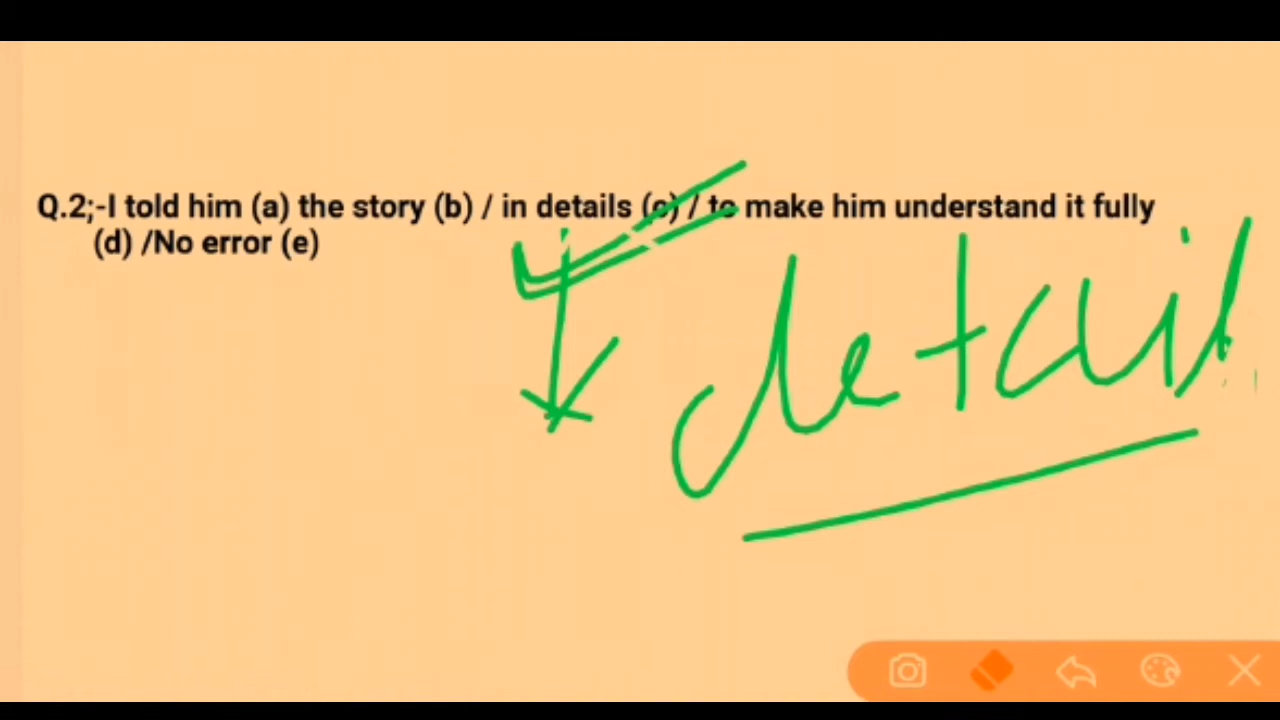 Q.2;-I told him (a) the story (b) / in details (c) / to make him understand it fully
(d) /No error (e)
detail